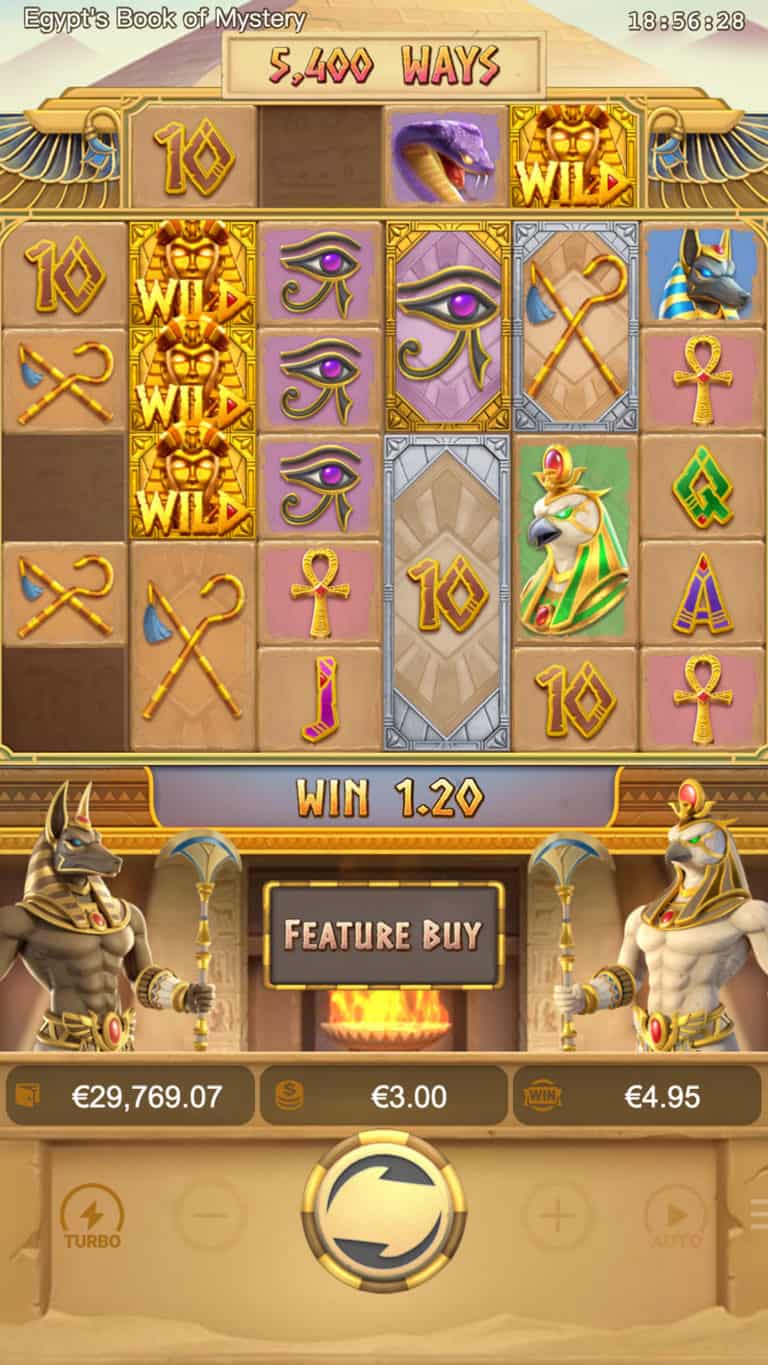 Egypt's Book of Mystery
18:56:28
5,400 WAYS
10
WILD
10
WILD
WILD
WILD
Q
10
A
J
10
WIN 1.20
FEATURE BUY
€29,769.07
€3.00
WIN
€4.95
TURBO
AUTO